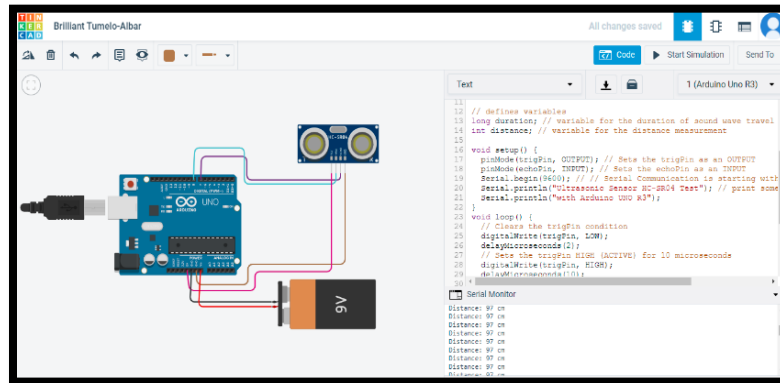 TIN
KER
CAD
Brilliant Tumelo-Albar
All changes saved
Code
Start Simulation
Send To
Text
1 (Arduino Uno R3)
HC-SR04
ARDUINO
UNO
POWER
9V
11
12 // defines variables
13 long duration; // variable for the duration of sound wave travel
14 int distance; // variable for the distance measurement
15
16 void setup() {
17 pinMode(trigPin, OUTPUT); // Sets the trigPin as an OUTPUT
18 pinMode(echoPin, INPUT); // Sets the echoPin as an INPUT
19 Serial.begin(9600); // // Serial Communication is starting with
20 Serial.println("Ultrasonic Sensor HC-SR04 Test"); // print some
21 Serial.println("with Arduino UNO R3");
22 }
23 void loop() {
24 // Clears the trigPin condition
25 digitalWrite(trigPin, LOW);
26 delayMicroseconds(2);
27 // Sets the trigPin HIGH (ACTIVE) for 10 microseconds
28 digitalWrite(trigPin, HIGH);
29 delayMicroseconds(10);
30
Serial Monitor
Distance: 97 cm
Distance: 97 cm
Distance: 97 cm
Distance: 97 cm
Distance: 97 cm
Distance: 97 cm
Distance: 97 cm
Distance: 97 cm